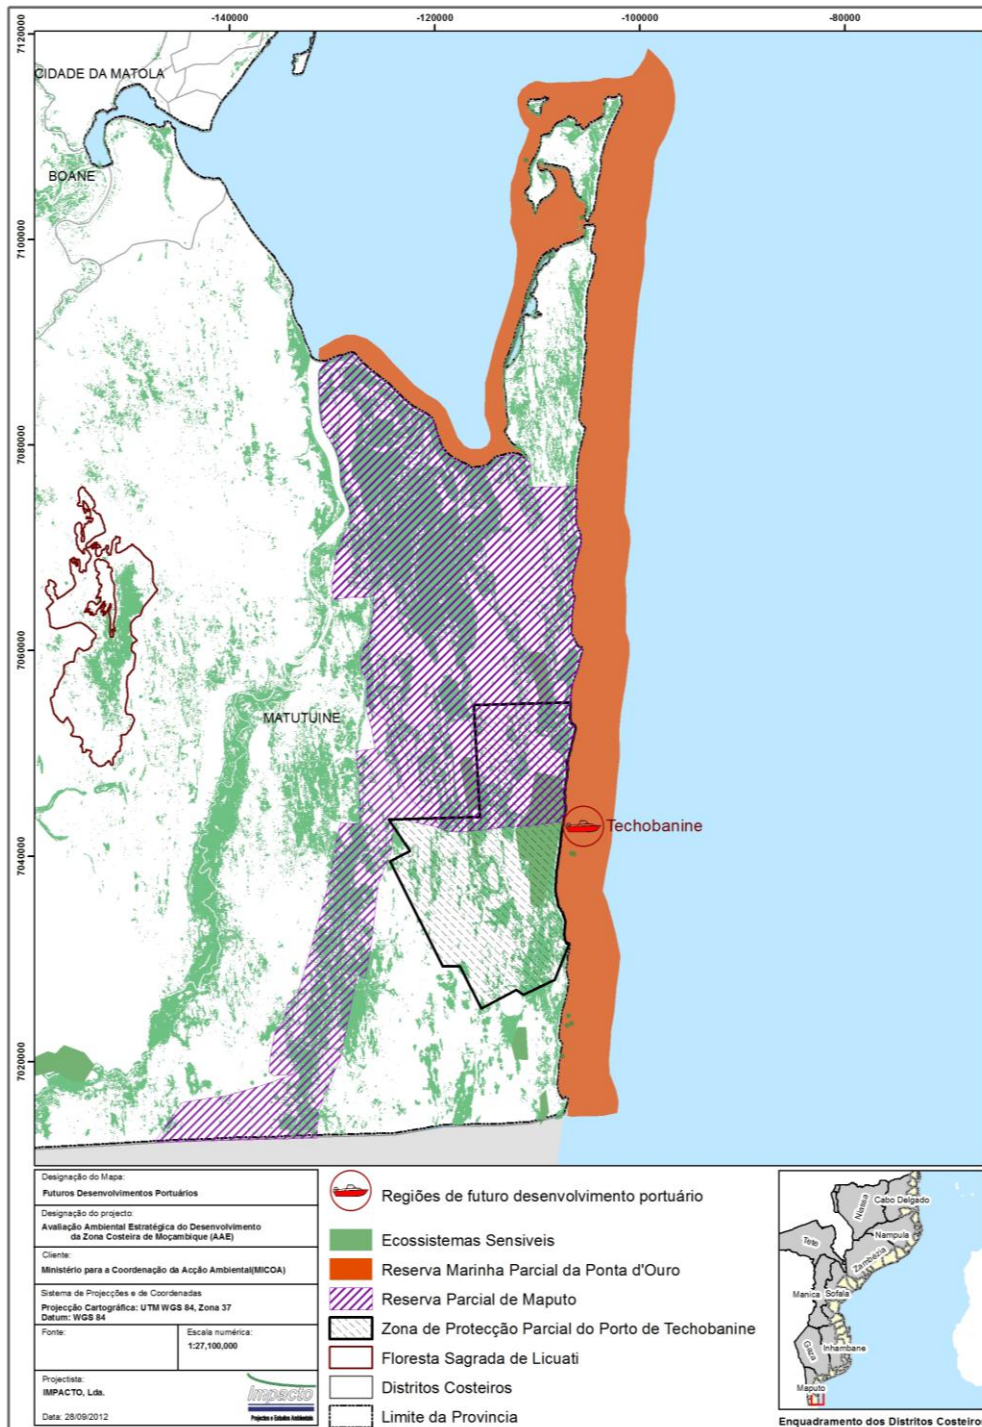 -140000 -120000 -100000 -80000
7120000
7100000
7080000
7060000
7040000
7020000
CIDADE DA MATOLA
BOANE
MATUTUINE
Techobanine
Designação do Mapa:
Futuros Desenvolvimentos Portuários
Designação do projecto:
Avaliação Ambiental Estratégica do Desenvolvimento
da Zona Costeira de Moçambique (AAE)
Cliente:
Ministério para a Coordenação da Acção Ambiental(MICOA)
Sistema de Projecções e de Coordenadas
Projecção Cartográfica: UTM WGS 84, Zona 37
Datum: WGS 84
Fonte:
Escala numérica:
1:27,100,000
Projectista:
IMPACTO, Lda.
Data: 28/09/2012
Impacto
Projectos e Estudos Ambientais
Regiões de futuro desenvolvimento portuário
Ecossistemas Sensiveis
Reserva Marinha Parcial da Ponta d'Ouro
Reserva Parcial de Maputo
Zona de Protecção Parcial do Porto de Techobanine
Floresta Sagrada de Licuati
Distritos Costeiros
Limite da Provincia
Niassa
Cabo Delgado
Nampula
Tete
Zambézia
Manica
Sofala
Inhambane
Gaza
Maputo
Enquadramento dos Distritos Costeiros